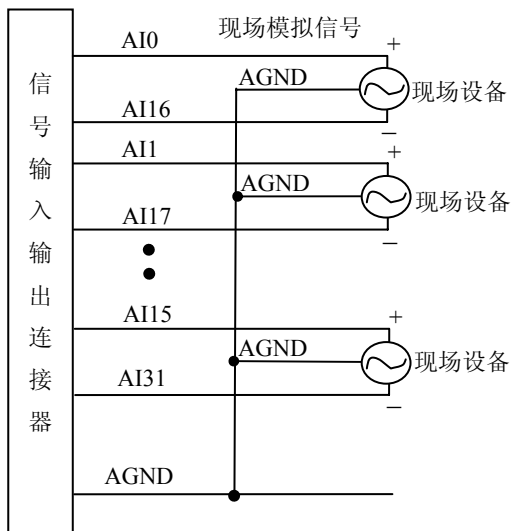 信号输入输出连接器
现场模拟信号
AI0
+
AGND
现场设备
AI16
−
AI1
+
AGND
现场设备
AI17
−
AI15
+
AGND
现场设备
AI31
−
AGND